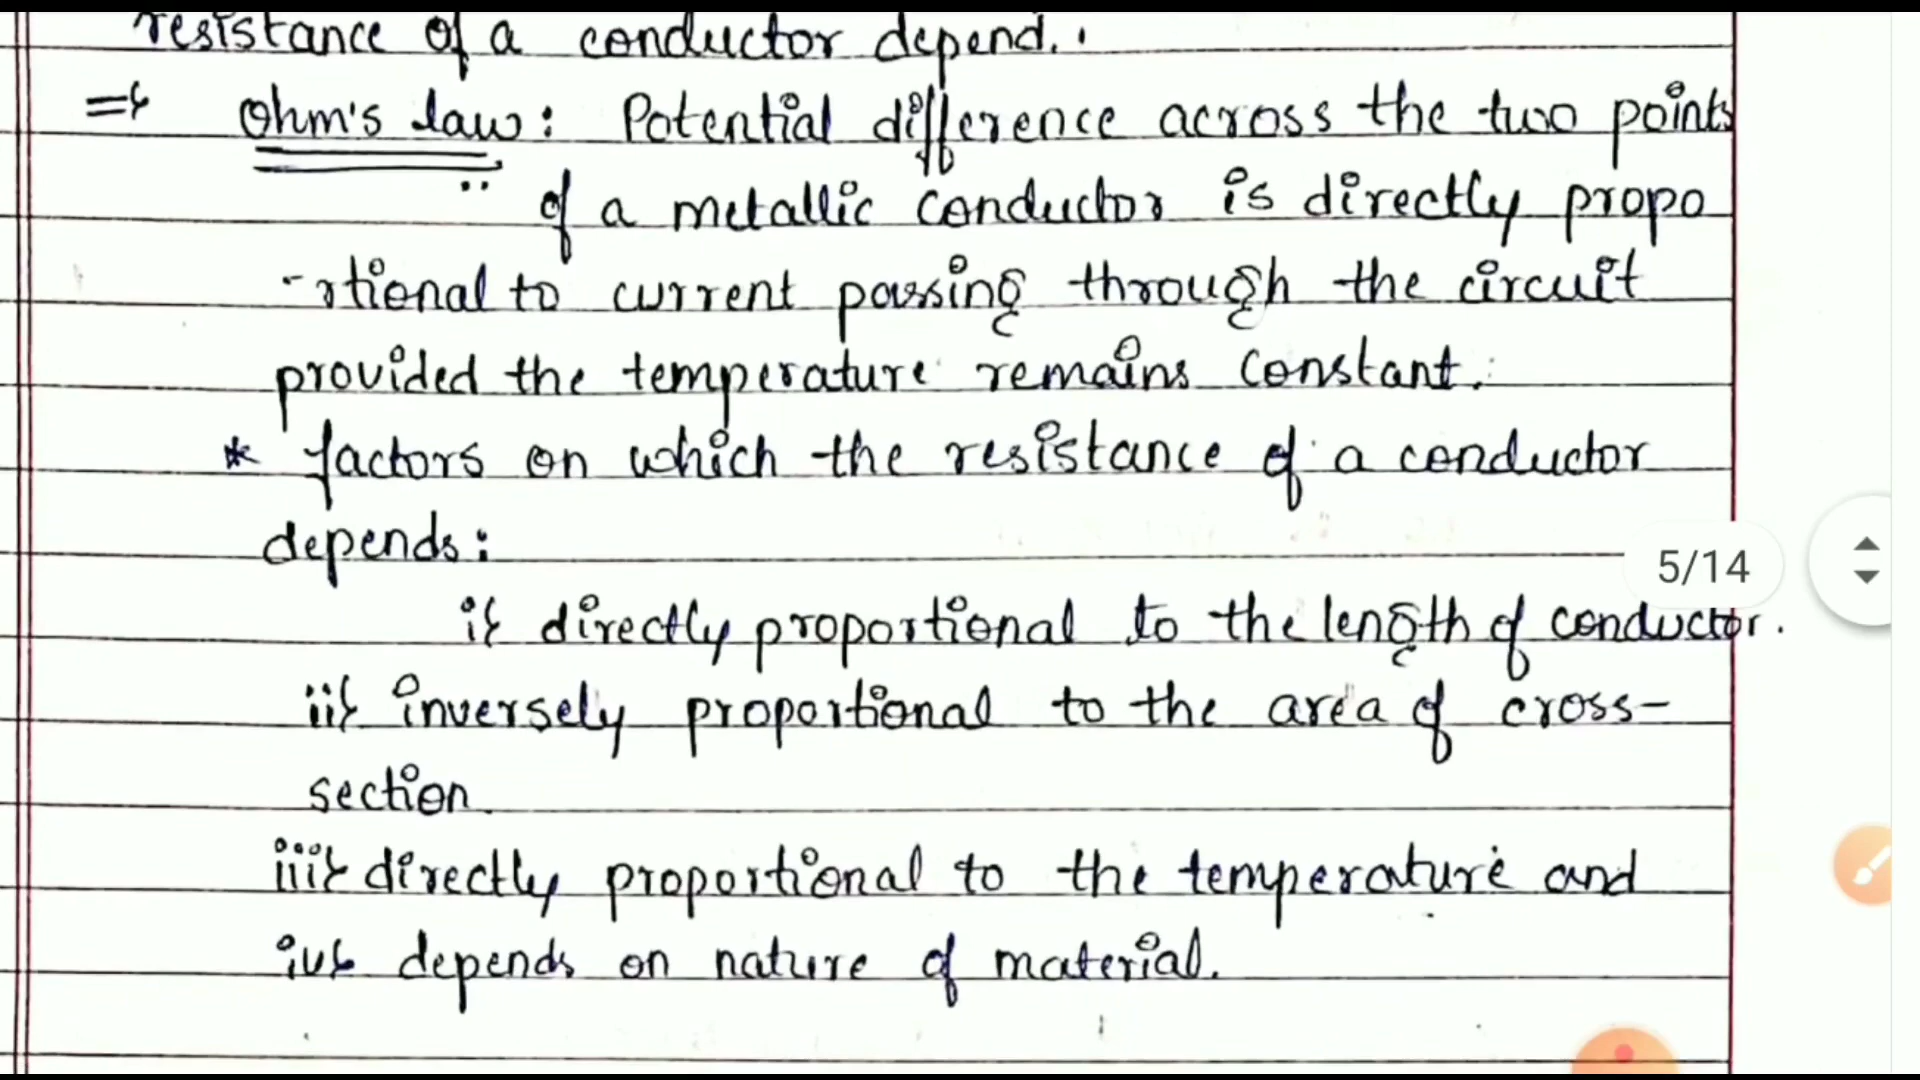 resistance of a conductor depend.
=> Ohm's law: Potential difference across the two points
of a metallic conductor is directly propo
-rtional to current passing through the circuit
provided the temperature remains constant.
* factors on which the resistance of a conductor
depends:
5/14
i) directly proportional to the length of conductor.
ii) inversely proportional to the area of cross-
section.
iii) directly proportional to the temperature and
iv) depends on nature of material.